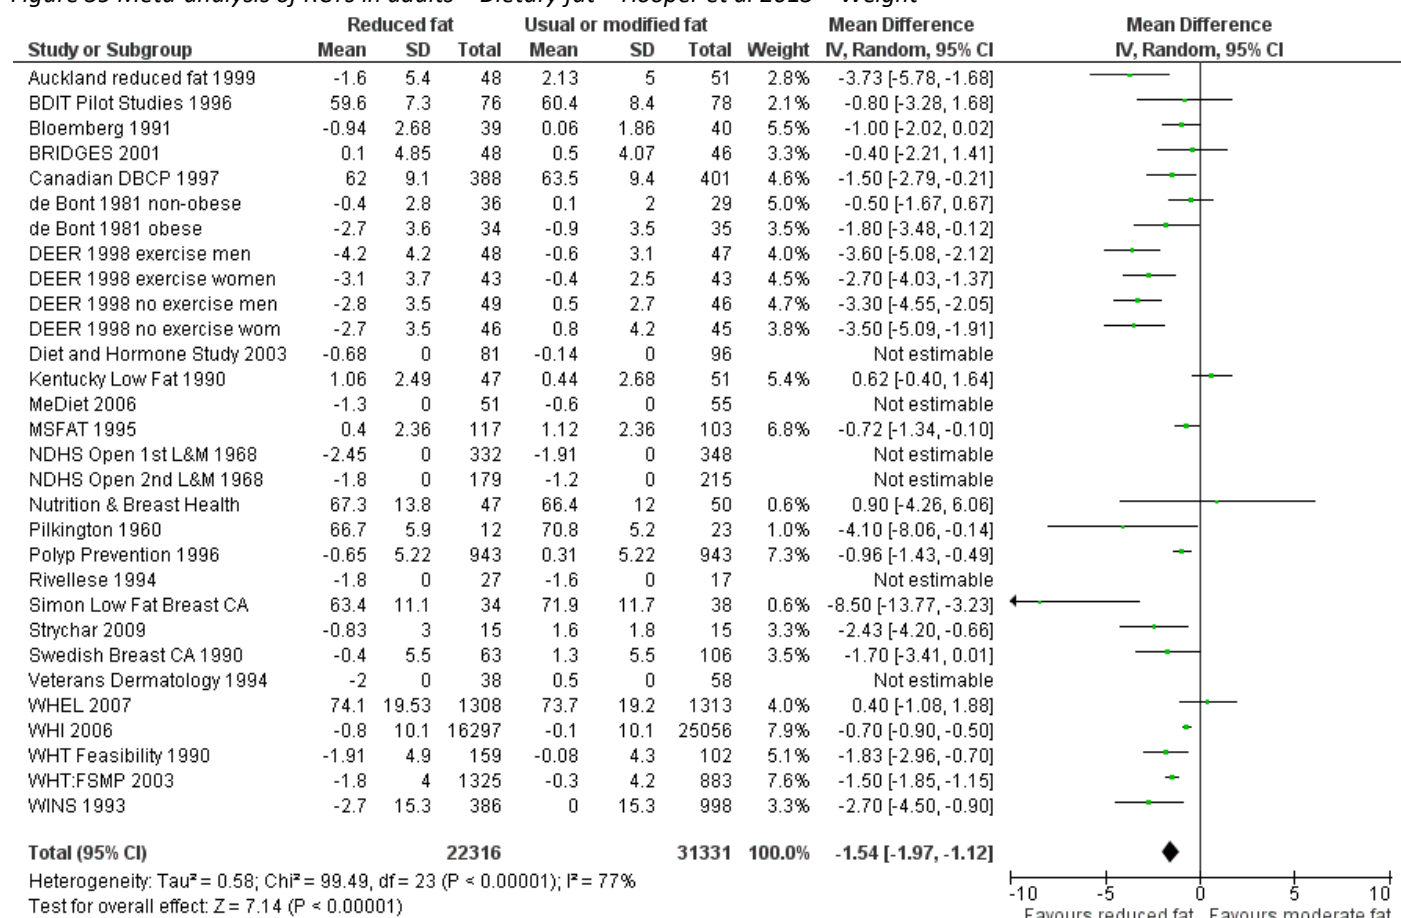 Figure 39 Meta-analysis of RCTs in adults – Dietary fat – Hooper et al 2015 – Weight
Reduced fat Usual or modified fat Mean Difference Mean Difference
Study or Subgroup Mean SD Total Mean SD Total Weight IV, Random, 95% CI IV, Random, 95% CI
Auckland reduced fat 1999 -1.6 5.4 48 2.13 5 51 2.8% -3.73 [-5.78, -1.68]
BDIT Pilot Studies 1996 59.6 7.3 76 60.4 8.4 78 2.1% -0.80 [-3.28, 1.68]
Bloemberg 1991 -0.94 2.68 39 0.06 1.86 40 5.5% -1.00 [-2.02, 0.02]
BRIDGES 2001 0.1 4.85 48 0.5 4.07 46 3.3% -0.40 [-2.21, 1.41]
Canadian DBCP 1997 62 9.1 388 63.5 9.4 401 4.6% -1.50 [-2.79, -0.21]
de Bont 1981 non-obese -0.4 2.8 36 0.1 2 29 5.0% -0.50 [-1.67, 0.67]
de Bont 1981 obese -2.7 3.6 34 -0.9 3.5 35 3.5% -1.80 [-3.48, -0.12]
DEER 1998 exercise men -4.2 4.2 48 -0.6 3.1 47 4.0% -3.60 [-5.08, -2.12]
DEER 1998 exercise women -3.1 3.7 43 -0.4 2.5 43 4.5% -2.70 [-4.03, -1.37]
DEER 1998 no exercise men -2.8 3.5 49 0.5 2.7 46 4.7% -3.30 [-4.55, -2.05]
DEER 1998 no exercise wom -2.7 3.5 46 0.8 4.2 45 3.8% -3.50 [-5.09, -1.91]
Diet and Hormone Study 2003 -0.68 0 81 -0.14 0 96 Not estimable
Kentucky Low Fat 1990 1.06 2.49 47 0.44 2.68 51 5.4% 0.62 [-0.40, 1.64]
MeDiet 2006 -1.3 0 51 -0.6 0 55 Not estimable
MSFAT 1995 0.4 2.36 117 1.12 2.36 103 6.8% -0.72 [-1.34, -0.10]
NDHS Open 1st L&M 1968 -2.45 0 332 -1.91 0 348 Not estimable
NDHS Open 2nd L&M 1968 -1.8 0 179 -1.2 0 215 Not estimable
Nutrition & Breast Health 67.3 13.8 47 66.4 12 50 0.6% 0.90 [-4.26, 6.06]
Pilkington 1960 66.7 5.9 12 70.8 5.2 23 1.0% -4.10 [-8.06, -0.14]
Polyp Prevention 1996 -0.65 5.22 943 0.31 5.22 943 7.3% -0.96 [-1.43, -0.49]
Rivellese 1994 -1.8 0 27 -1.6 0 17 Not estimable
Simon Low Fat Breast CA 63.4 11.1 34 71.9 11.7 38 0.6% -8.50 [-13.77, -3.23]
Strychar 2009 -0.83 3 15 1.6 1.8 15 3.3% -2.43 [-4.20, -0.66]
Swedish Breast CA 1990 -0.4 5.5 63 1.3 5.5 106 3.5% -1.70 [-3.41, 0.01]
Veterans Dermatology 1994 -2 0 38 0.5 0 58 Not estimable
WHEL 2007 74.1 19.53 1308 73.7 19.2 1313 4.0% 0.40 [-1.08, 1.88]
WHI 2006 -0.8 10.1 16297 -0.1 10.1 25056 7.9% -0.70 [-0.90, -0.50]
WHT Feasibility 1990 -1.91 4.9 159 -0.08 4.3 102 5.1% -1.83 [-2.96, -0.70]
WHT:FSMP 2003 -1.8 4 1325 -0.3 4.2 883 7.6% -1.50 [-1.85, -1.15]
WINS 1993 -2.7 15.3 386 0 15.3 998 3.3% -2.70 [-4.50, -0.90]
Total (95% CI) 22316 31331 100.0% -1.54 [-1.97, -1.12]
Heterogeneity: Tau² = 0.58; Chi² = 99.49, df = 23 (P < 0.00001); I² = 77%
-10 -5 0 5 10
Test for overall effect: Z = 7.14 (P < 0.00001)
Favours reduced fat Favours moderate fat